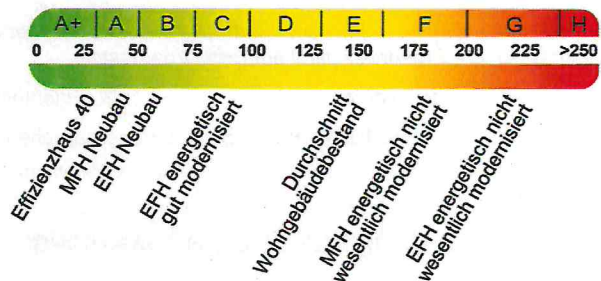 A+ A B C D E F G H
0 25 50 75 100 125 150 175 200 225 >250
Effizienzhaus 40
MFH Neubau
EFH Neubau
EFH energetisch
gut modernisiert
Durchschnitt
Wohngebäudebestand
MFH energetisch nicht
wesentlich modernisiert
EFH energetisch nicht
wesentlich modernisiert